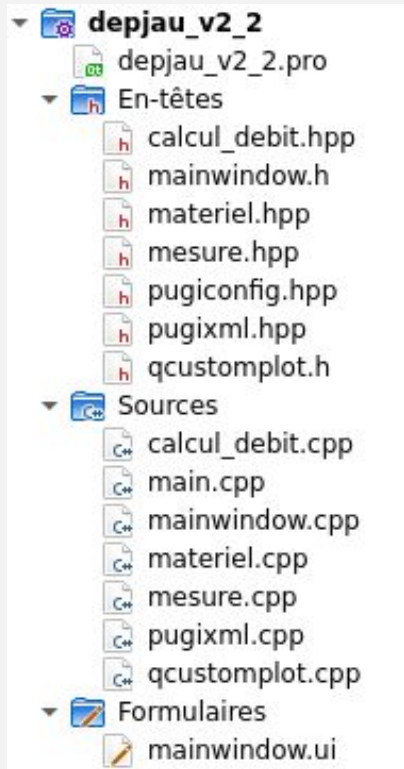 depjau_v2_2
depjau_v2_2.pro
En-têtes
calcul_debit.hpp
mainwindow.h
materiel.hpp
mesure.hpp
pugiconfig.hpp
pugixml.hpp
qcustomplot.h
Sources
calcul_debit.cpp
main.cpp
mainwindow.cpp
materiel.cpp
mesure.cpp
pugixml.cpp
qcustomplot.cpp
Formulaires
mainwindow.ui